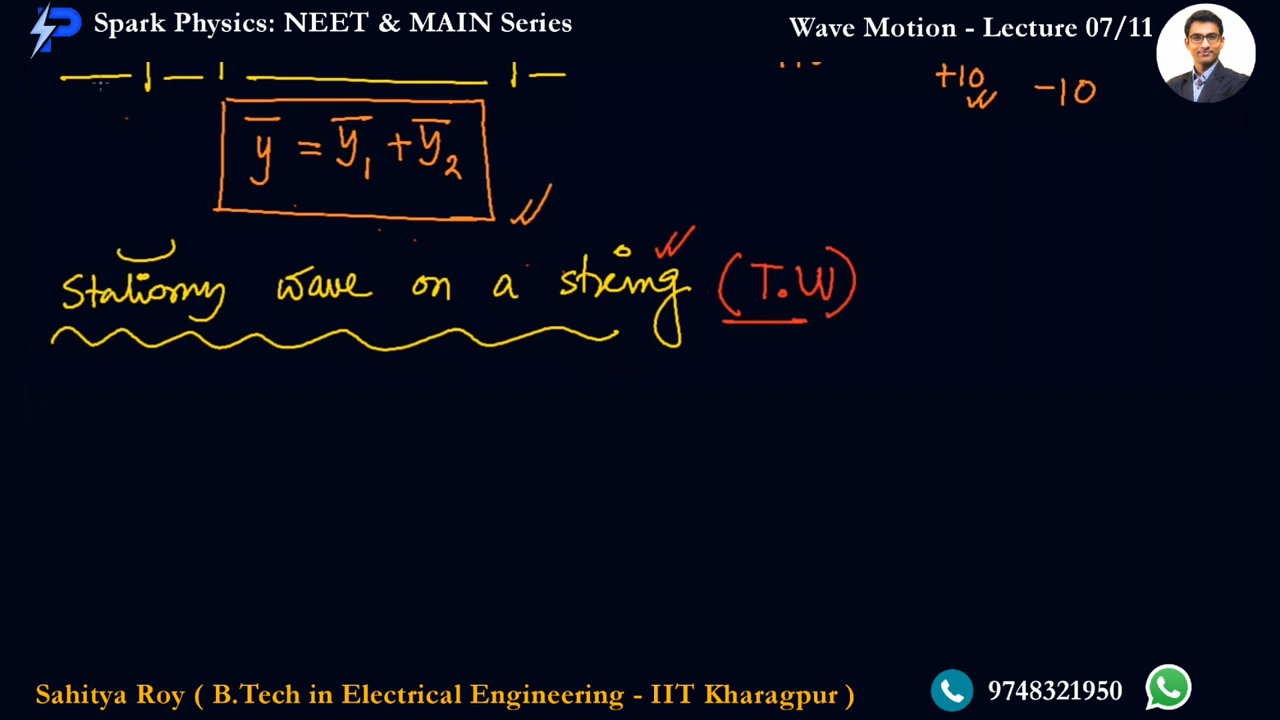 Spark Physics: NEET & MAIN Series
Wave Motion - Lecture 07/11
+10 -10
y = y₁ + y₂
Stationary wave on a string (T.W)
Sahitya Roy ( B.Tech in Electrical Engineering - IIT Kharagpur )
9748321950